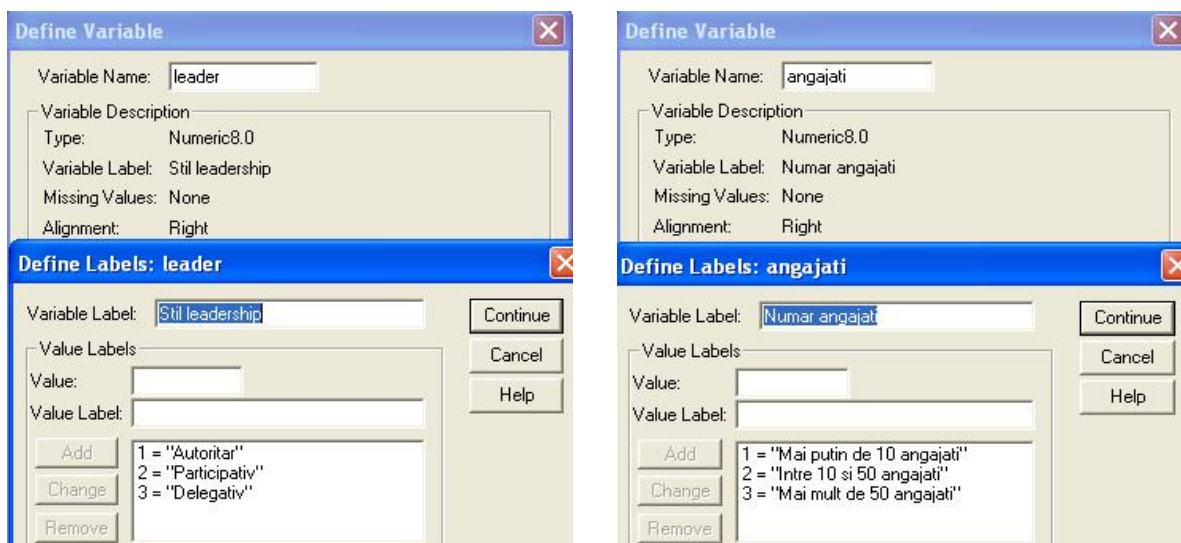 Define Variable
Variable Name: leader
Variable Description
Type: Numeric8.0
Variable Label: Stil leadership
Missing Values: None
Alignment: Right
Define Labels: leader
Variable Label: Stil leadership
Continue
Value Labels
Cancel
Value:
Help
Value Label:
Add
1 = "Autoritar"
2 = "Participativ"
Change
3 = "Delegativ"
Remove
Define Variable
Variable Name: angajati
Variable Description
Type: Numeric8.0
Variable Label: Numar angajati
Missing Values: None
Alignment: Right
Define Labels: angajati
Variable Label: Numar angajati
Continue
Value Labels
Cancel
Value:
Help
Value Label:
Add
1 = "Mai putin de 10 angajati"
2 = "Intre 10 si 50 angajati"
Change
3 = "Mai mult de 50 angajati"
Remove